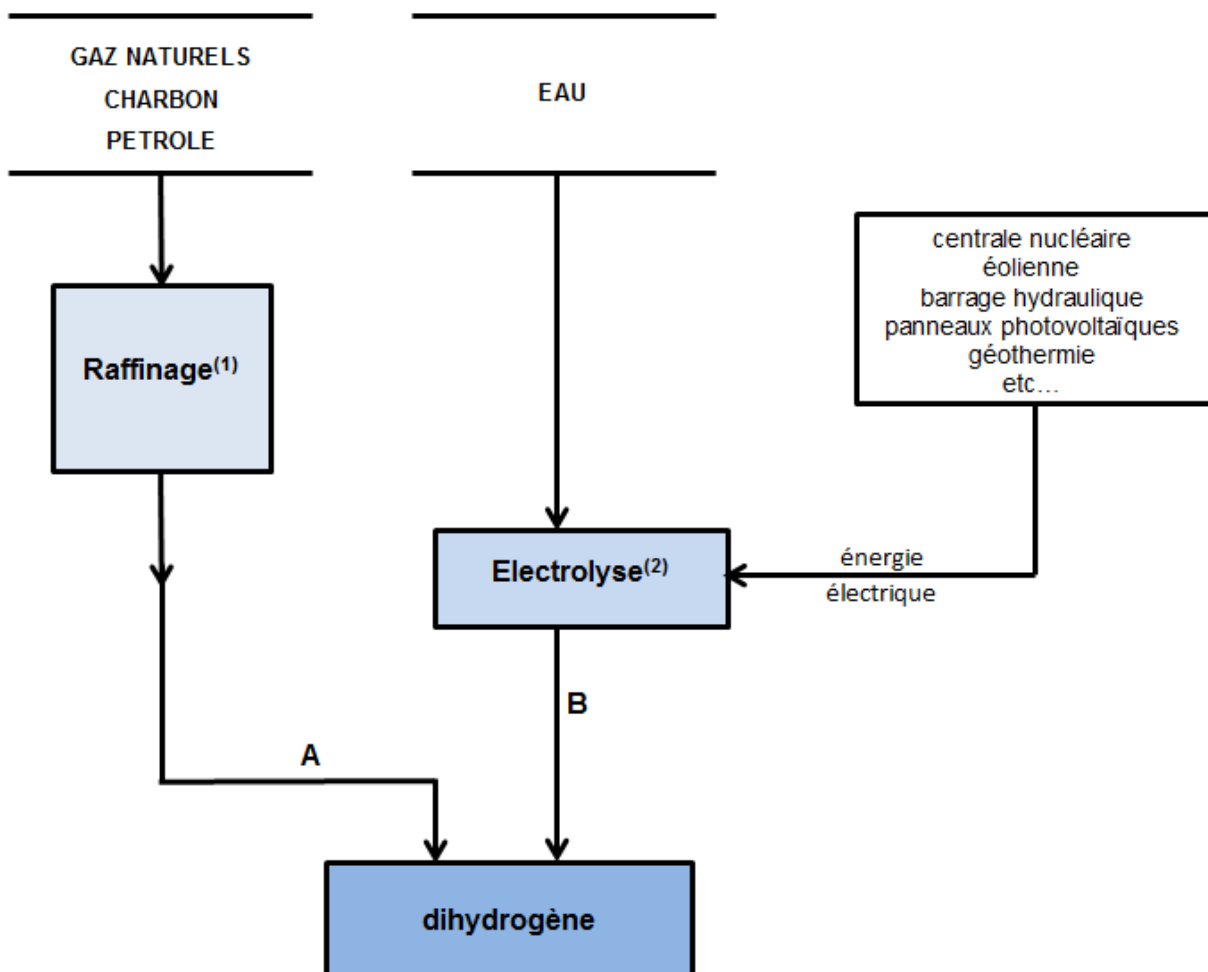 GAZ NATURELS
CHARBON
PETROLE
EAU
centrale nucléaire
éolienne
barrage hydraulique
panneaux photovoltaïques
géothermie
etc…
Raffinage(1)
Electrolyse(2)
énergie
électrique
B
A
dihydrogène